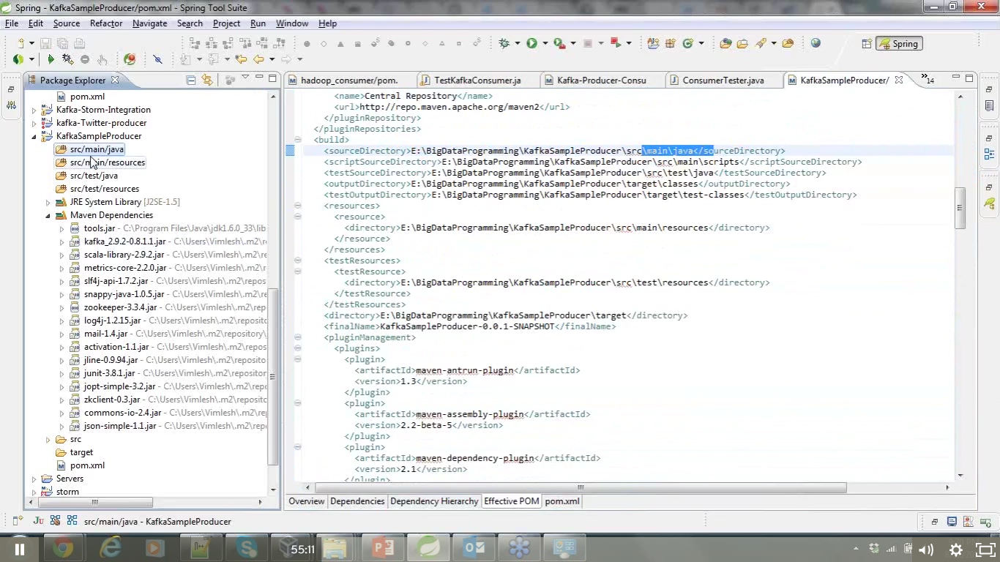 Spring - KafkaSampleProducer/pom.xml - Spring Tool Suite
File Edit Source Refactor Navigate Search Project Run Window Help
Spring
Package Explorer
hadoop_consumer/pom.
TestKafkaConsumer.ja
Kafka-Producer-Consu
ConsumerTester.java
KafkaSampleProducer/
»14
pom.xml
Kafka-Storm-Integration
kafka-Twitter-producer
KafkaSampleProducer
src/main/java
src/main/resources
src/test/java
src/test/resources
JRE System Library [J2SE-1.5]
Maven Dependencies
tools.jar - C:\Program Files\Java\jdk1.6.0_33\lib
kafka_2.9.2-0.8.1.1.jar - C:\Users\Vimlesh\.m2\r
scala-library-2.9.2.jar - C:\Users\Vimlesh\.m2\re
metrics-core-2.2.0.jar - C:\Users\Vimlesh\.m2\re
slf4j-api-1.7.2.jar - C:\Users\Vimlesh\.m2\repos
snappy-java-1.0.5.jar - C:\Users\Vimlesh\.m2\re
zookeeper-3.3.4.jar - C:\Users\Vimlesh\.m2\rep
log4j-1.2.15.jar - C:\Users\Vimlesh\.m2\reposito
mail-1.4.jar - C:\Users\Vimlesh\.m2\repository\
activation-1.1.jar - C:\Users\Vimlesh\.m2\repos
jline-0.9.94.jar - C:\Users\Vimlesh\.m2\reposito
junit-3.8.1.jar - C:\Users\Vimlesh\.m2\repositor
jopt-simple-3.2.jar - C:\Users\Vimlesh\.m2\rep
zkclient-0.3.jar - C:\Users\Vimlesh\.m2\reposito
commons-io-2.4.jar - C:\Users\Vimlesh\.m2\re
json-simple-1.1.jar - C:\Users\Vimlesh\.m2\rep
src
target
pom.xml
Servers
storm
<name>Central Repository</name>
<url>http://repo.maven.apache.org/maven2</url>
</pluginRepository>
</pluginRepositories>
<build>
<sourceDirectory>E:\BigDataProgramming\KafkaSampleProducer\src\main\java</sourceDirectory>
<scriptSourceDirectory>E:\BigDataProgramming\KafkaSampleProducer\src\main\scripts</scriptSourceDirectory>
<testSourceDirectory>E:\BigDataProgramming\KafkaSampleProducer\src\test\java</testSourceDirectory>
<outputDirectory>E:\BigDataProgramming\KafkaSampleProducer\target\classes</outputDirectory>
<testOutputDirectory>E:\BigDataProgramming\KafkaSampleProducer\target\test-classes</testOutputDirectory>
<resources>
<resource>
<directory>E:\BigDataProgramming\KafkaSampleProducer\src\main\resources</directory>
</resource>
</resources>
<testResources>
<testResource>
<directory>E:\BigDataProgramming\KafkaSampleProducer\src\test\resources</directory>
</testResource>
</testResources>
<directory>E:\BigDataProgramming\KafkaSampleProducer\target</directory>
<finalName>KafkaSampleProducer-0.0.1-SNAPSHOT</finalName>
<pluginManagement>
<plugins>
<plugin>
<artifactId>maven-antrun-plugin</artifactId>
<version>1.3</version>
</plugin>
<plugin>
<artifactId>maven-assembly-plugin</artifactId>
<version>2.2-beta-5</version>
</plugin>
<plugin>
<artifactId>maven-dependency-plugin</artifactId>
<version>2.1</version>
</plugin>
Overview Dependencies Dependency Hierarchy Effective POM pom.xml
src/main/java - KafkaSampleProducer
55:11